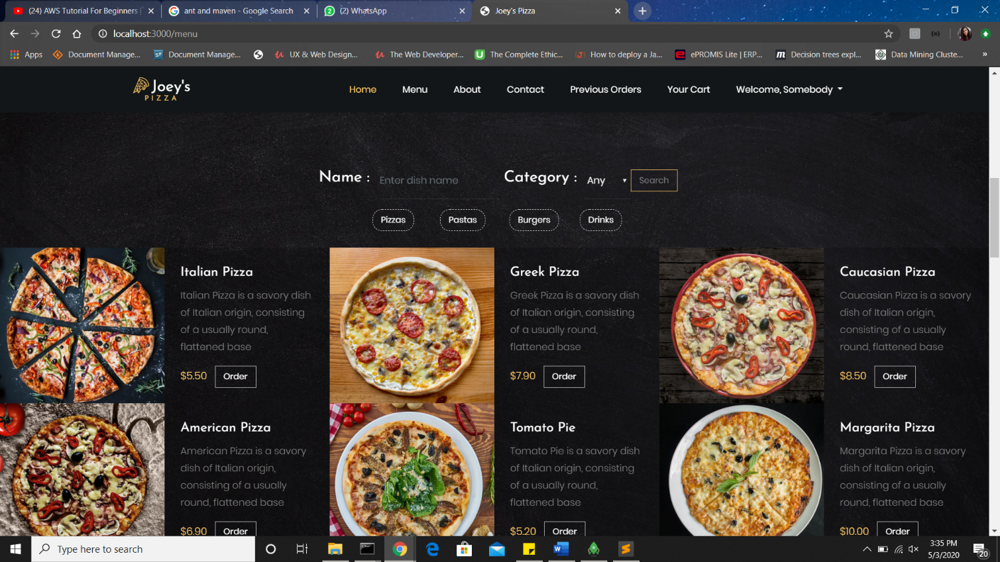 (24) AWS Tutorial For Beginners |
ant and maven - Google Search
(2) WhatsApp
Joey's Pizza
localhost:3000/menu
Apps
Document Manage...
Document Manage...
UX & Web Design...
The Web Developer...
The Complete Ethic...
How to deploy a Ja...
ePROMIS Lite | ERP...
Decision trees expl...
Data Mining Cluste...
»
Joey's
PIZZA
Home
Menu
About
Contact
Previous Orders
Your Cart
Welcome, Somebody
Name :
Enter dish name
Category :
Any
Search
Pizzas
Pastas
Burgers
Drinks
Italian Pizza
Italian Pizza is a savory dish
of Italian origin, consisting
of a usually round,
flattened base
$5.50
Order
Greek Pizza
Greek Pizza is a savory dish
of Italian origin, consisting
of a usually round,
flattened base
$7.90
Order
Caucasian Pizza
Caucasian Pizza is a savory
dish of Italian origin,
consisting of a usually
round, flattened base
$8.50
Order
American Pizza
American Pizza is a savory
dish of Italian origin,
consisting of a usually
round, flattened base
$6.90
Order
Tomato Pie
Tomato Pie is a savory dish
of Italian origin, consisting
of a usually round,
flattened base
$5.20
Order
Margarita Pizza
Margarita Pizza is a savory
dish of Italian origin,
consisting of a usually
round, flattened base
$10.00
Order
Type here to search
3:35 PM
5/3/2020
20